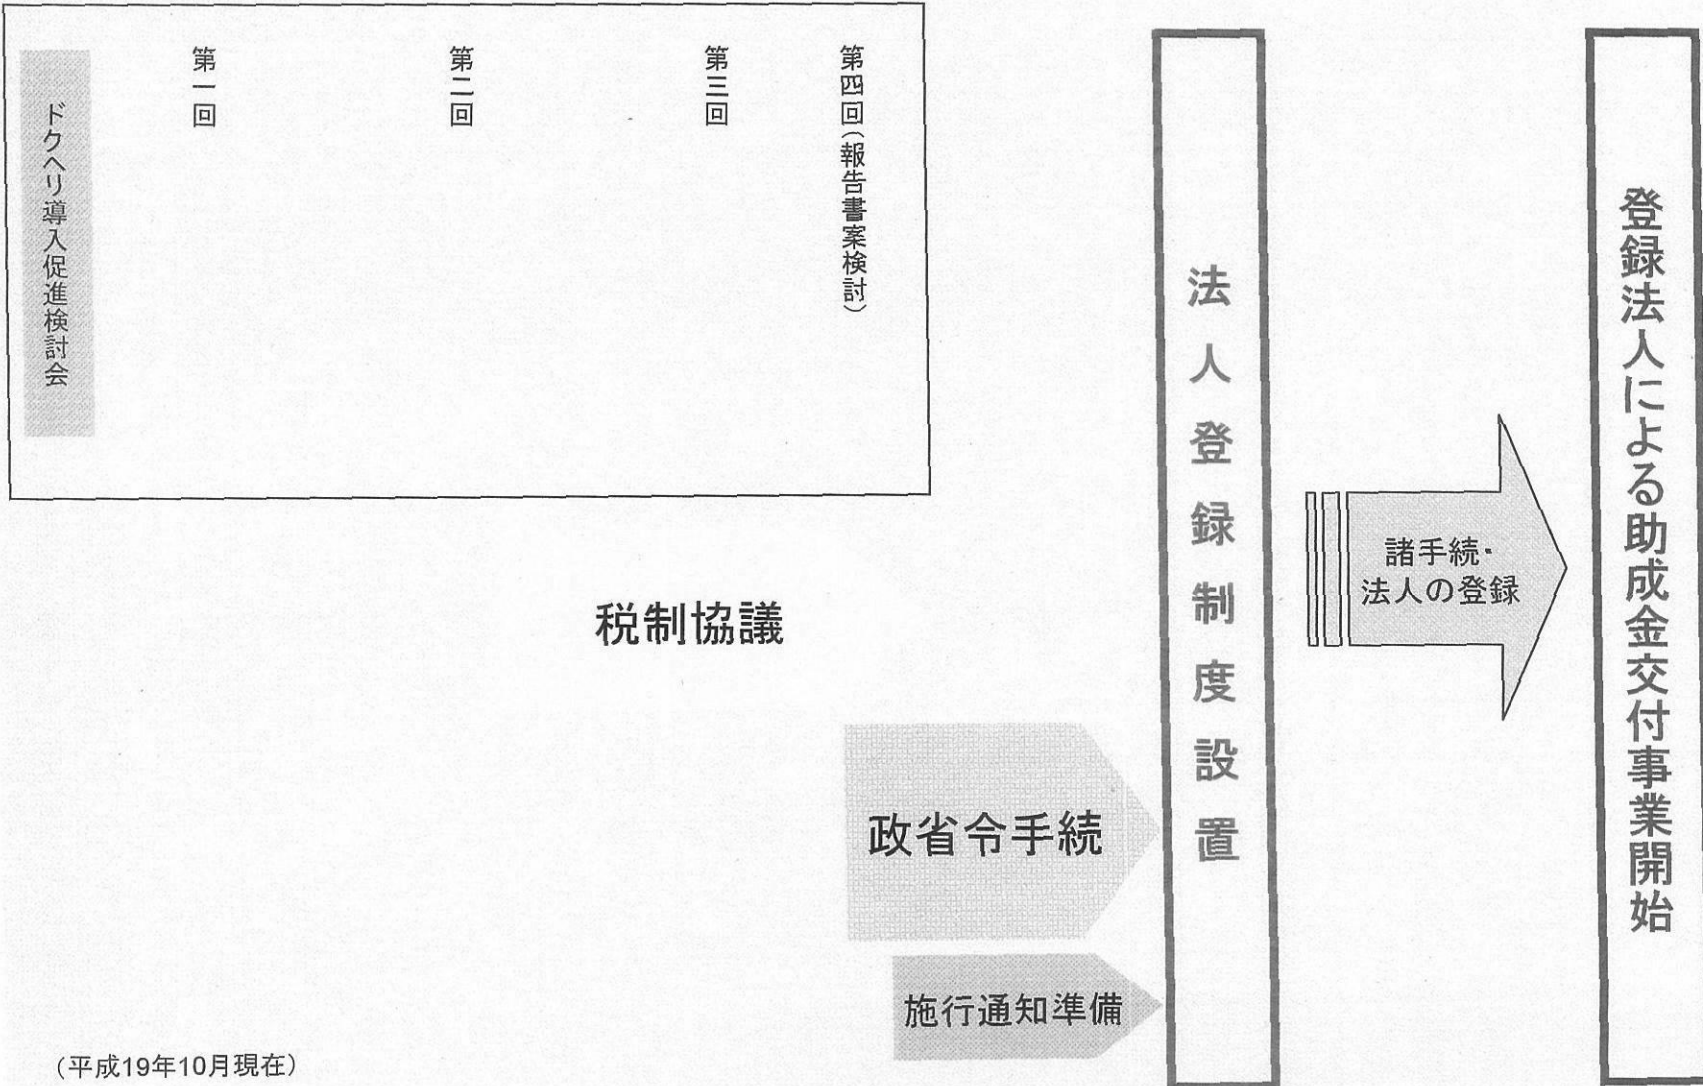 ドクヘリ導入促進検討会
第一回
第二回
第三回
第四回（報告書案検討）
税制協議
政省令手続
施行通知準備
法人登録制度設置
諸手続・
法人の登録
登録法人による助成金交付事業開始
（平成19年10月現在）